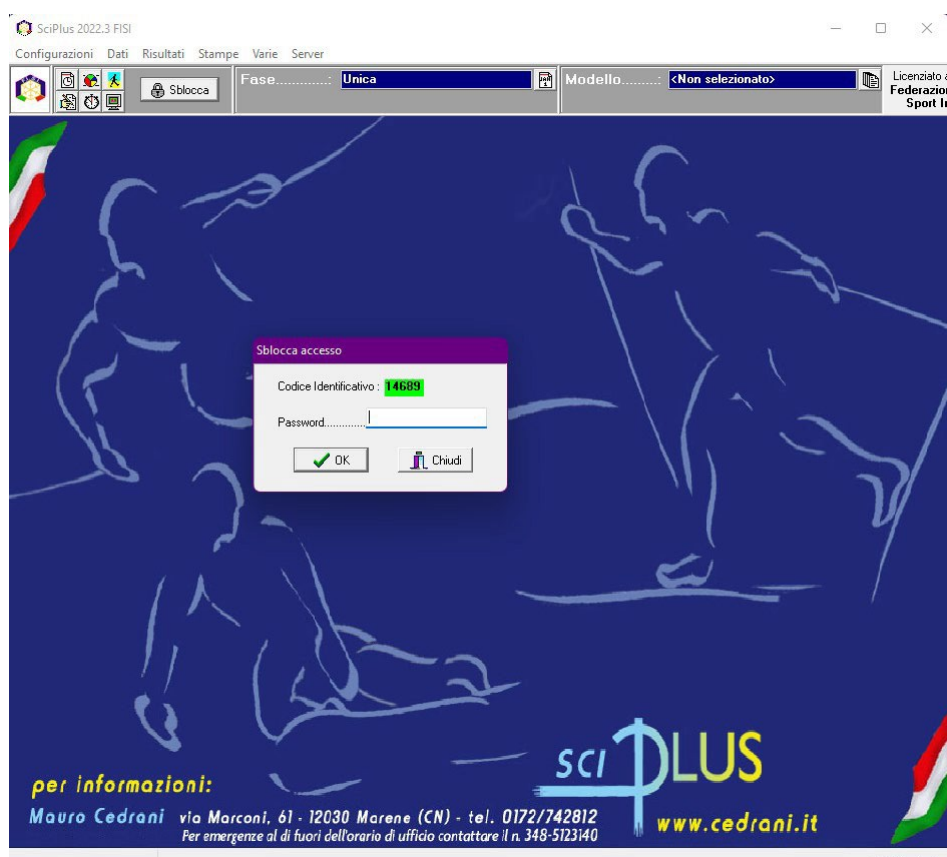 SciPlus 2022.3 FISI
Configurazioni Dati Risultati Stampe Varie Server
Sblocca
Fase............: Unica
Modello........: <Non selezionato>
Licenziato a
Federazion
Sport In
Sblocca accesso
Codice Identificativo : 14689
Password.............
OK
Chiudi
SCI PLUS
per informazioni:
Mauro Cedrani via Marconi, 61 - 12030 Marene (CN) - tel. 0172/742812
Per emergenze al di fuori dell'orario di ufficio contattare il n. 348-5123140
www.cedrani.it